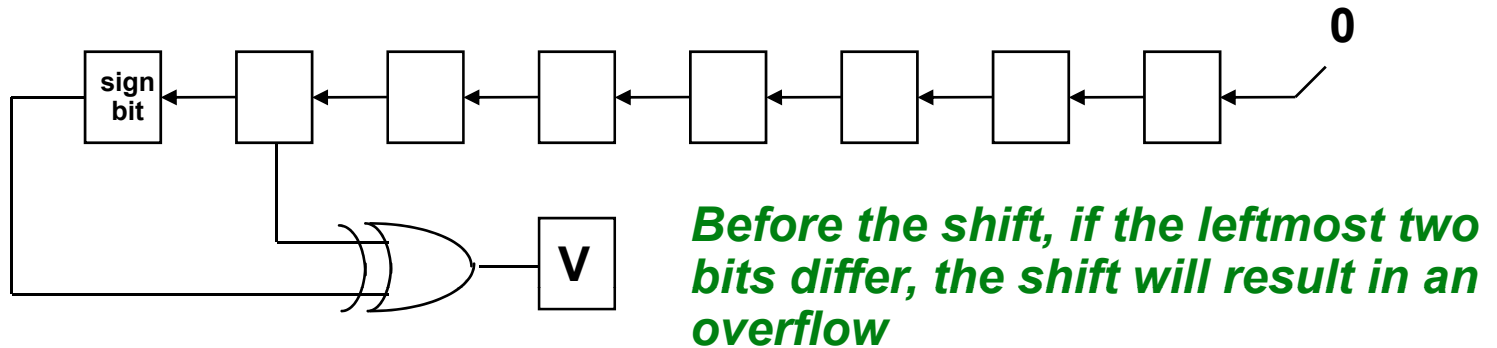 0
sign
bit
V
Before the shift, if the leftmost two
bits differ, the shift will result in an
overflow